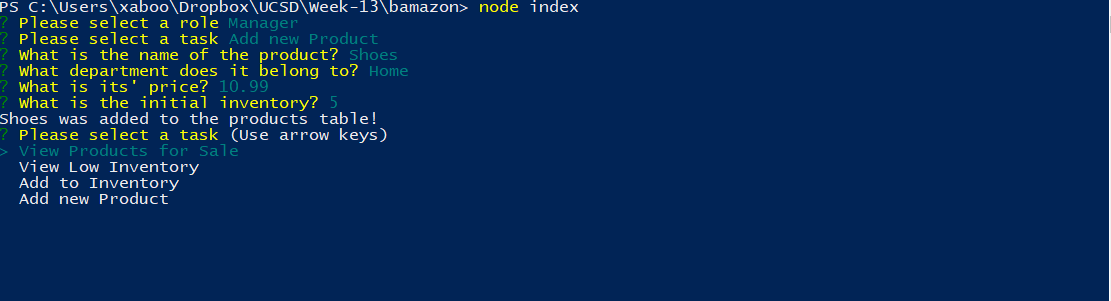 PS C:\Users\xaboo\Dropbox\UCSD\Week-13\bamazon> node index
? Please select a role Manager
? Please select a task Add new Product
? What is the name of the product? Shoes
? What department does it belong to? Home
? What is its' price? 10.99
? What is the initial inventory? 5
Shoes was added to the products table!
? Please select a task (Use arrow keys)
> View Products for Sale
  View Low Inventory
  Add to Inventory
  Add new Product